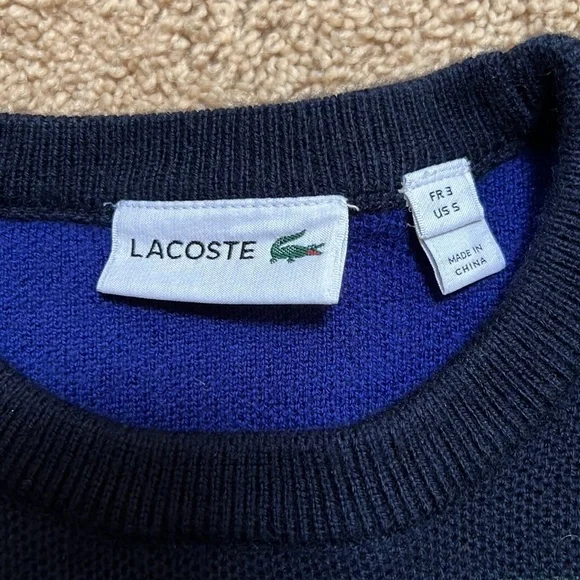 LACOSTE
FR 3
US S
MADE IN
CHINA